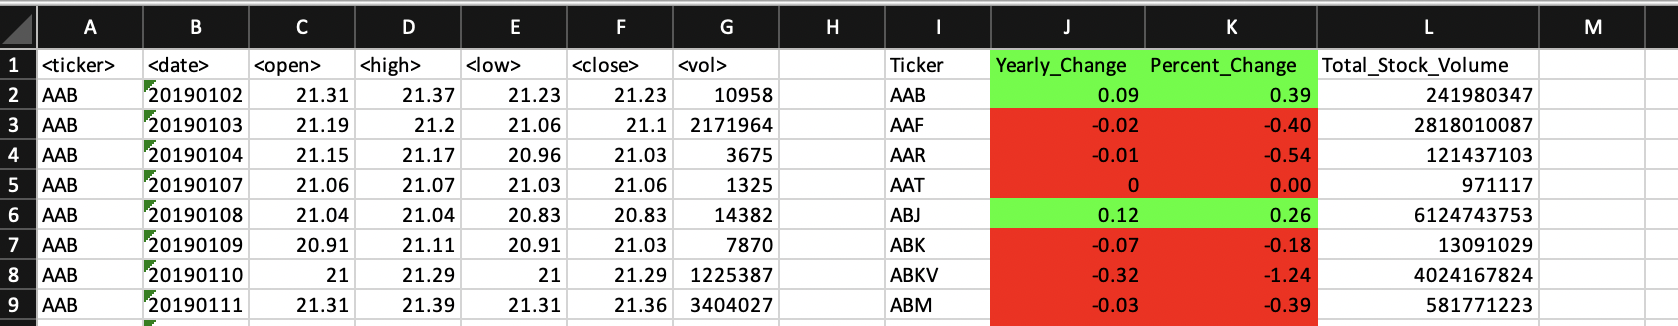 A B C D E F G H I J K L M
1 <ticker> <date> <open> <high> <low> <close> <vol> Ticker Yearly_Change Percent_Change Total_Stock_Volume
2 AAB 20190102 21.31 21.37 21.23 21.23 10958 AAB 0.09 0.39 241980347
3 AAB 20190103 21.19 21.2 21.06 21.1 2171964 AAF -0.02 -0.40 2818010087
4 AAB 20190104 21.15 21.17 20.96 21.03 3675 AAR -0.01 -0.54 121437103
5 AAB 20190107 21.06 21.07 21.03 21.06 1325 AAT 0 0.00 971117
6 AAB 20190108 21.04 21.04 20.83 20.83 14382 ABJ 0.12 0.26 6124743753
7 AAB 20190109 20.91 21.11 20.91 21.03 7870 ABK -0.07 -0.18 13091029
8 AAB 20190110 21 21.29 21 21.29 1225387 ABKV -0.32 -1.24 4024167824
9 AAB 20190111 21.31 21.39 21.31 21.36 3404027 ABM -0.03 -0.39 581771223